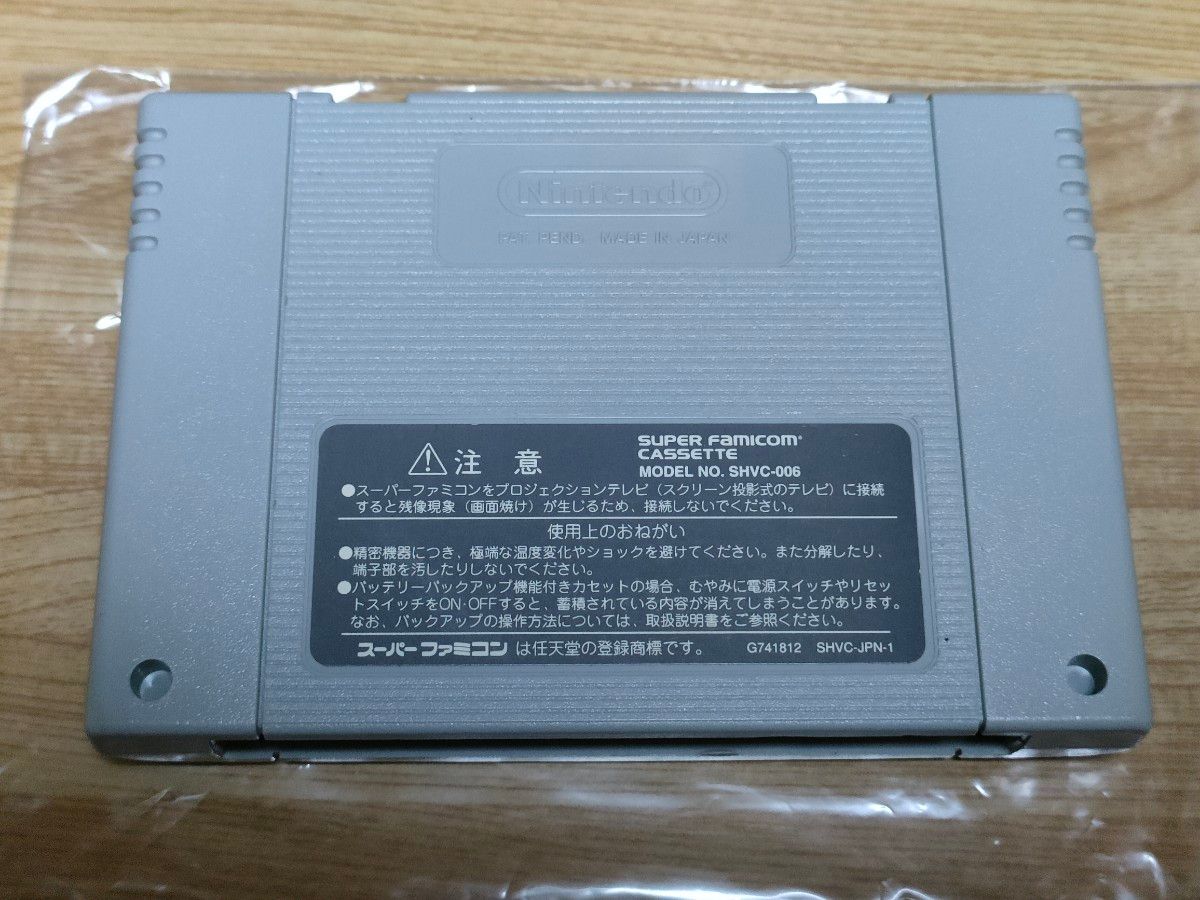 Nintendo®
PAT. PEND. MADE IN JAPAN
注 意
SUPER FAMICOM®
CASSETTE
MODEL NO. SHVC-006
●スーパーファミコンをプロジェクションテレビ（スクリーン投影式のテレビ）に接続
すると残像現象（画面焼け）が生じるため、接続しないでください。
使用上のおねがい
●精密機器につき、極端な温度変化やショックを避けてください。また分解したり、
端子部を汚したりしないでください。
●バッテリーバックアップ機能付きカセットの場合、むやみに電源スイッチやリセッ
トスイッチをON・OFFすると、蓄積されている内容が消えてしまうことがあります。
なお、バックアップの操作方法については、取扱説明書をご参照ください。
スーパーファミコン は任天堂の登録商標です。 G741812 SHVC-JPN-1